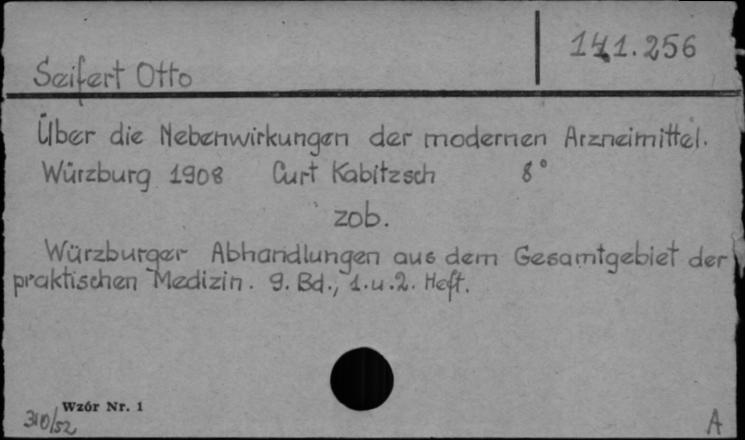 141.256
Seifert Otto
Über die Nebenwirkungen der modernen Arzneimittel.
Würzburg 1908 Curt Kabitzsch 8°
zob.
Würzburger Abhandlungen aus dem Gesamtgebiet der
praktischen Medizin. 9. Bd., 1.u.2. Heft.
Wzór Nr. 1
310/52
A